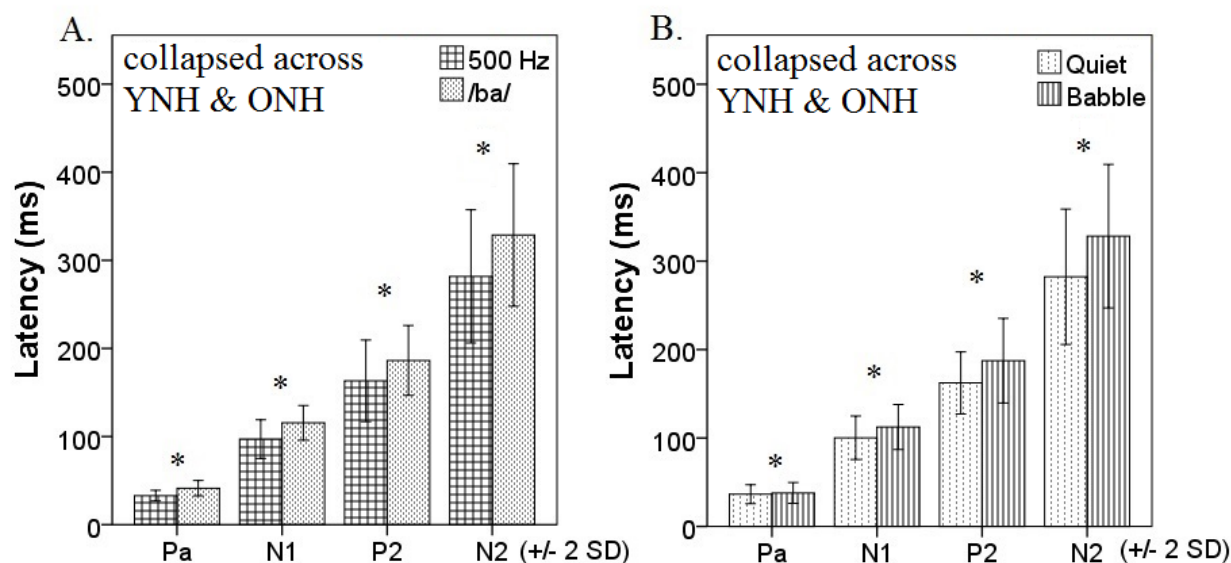 A.
collapsed across
YNH & ONH
500 Hz
/ba/
Latency (ms)
500
400
300
200
100
0
*
*
*
*
Pa N1 P2 N2 (+/- 2 SD)
B.
collapsed across
YNH & ONH
Quiet
Babble
Latency (ms)
500
400
300
200
100
0
*
*
*
*
Pa N1 P2 N2 (+/- 2 SD)